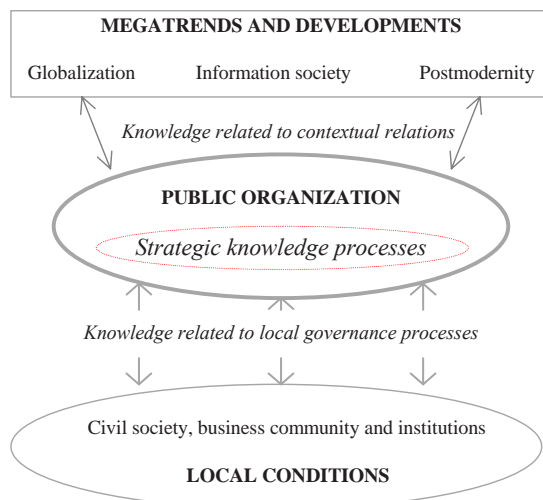 MEGATRENDS AND DEVELOPMENTS
Globalization Information society Postmodernity
Knowledge related to contextual relations
PUBLIC ORGANIZATION
Strategic knowledge processes
Knowledge related to local governance processes
Civil society, business community and institutions
LOCAL CONDITIONS